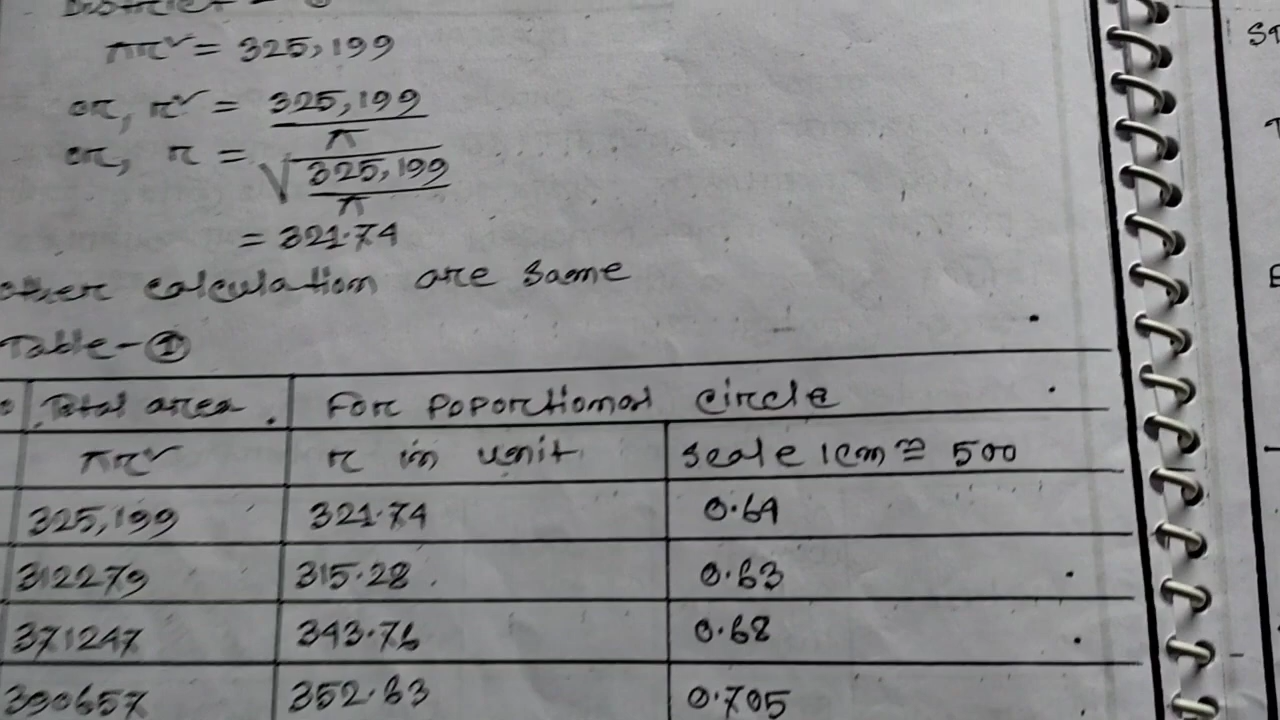 πr² = 325,199
or, r² = 325,199 / π
or, r = √325,199 / π
= 321.74
other calculation are same
Table-①
Total area. For Poportional circle
πr² r in unit scale 1cm ≅ 500
325,199 321.74 0.64
312279 315.28 0.63
371247 343.76 0.68
390657 352.63 0.705